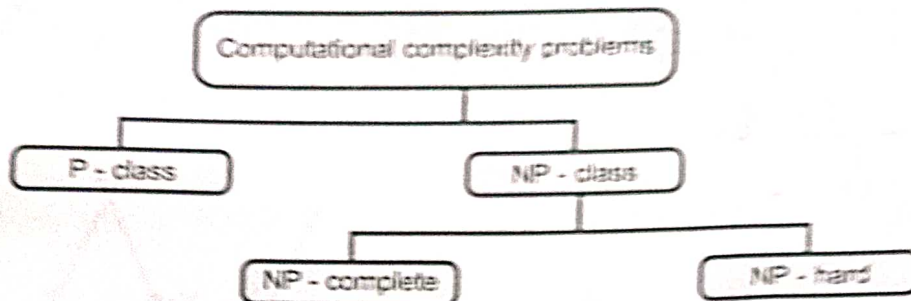 Computational complexity problems
P - class
NP - class
NP - complete
NP - hard